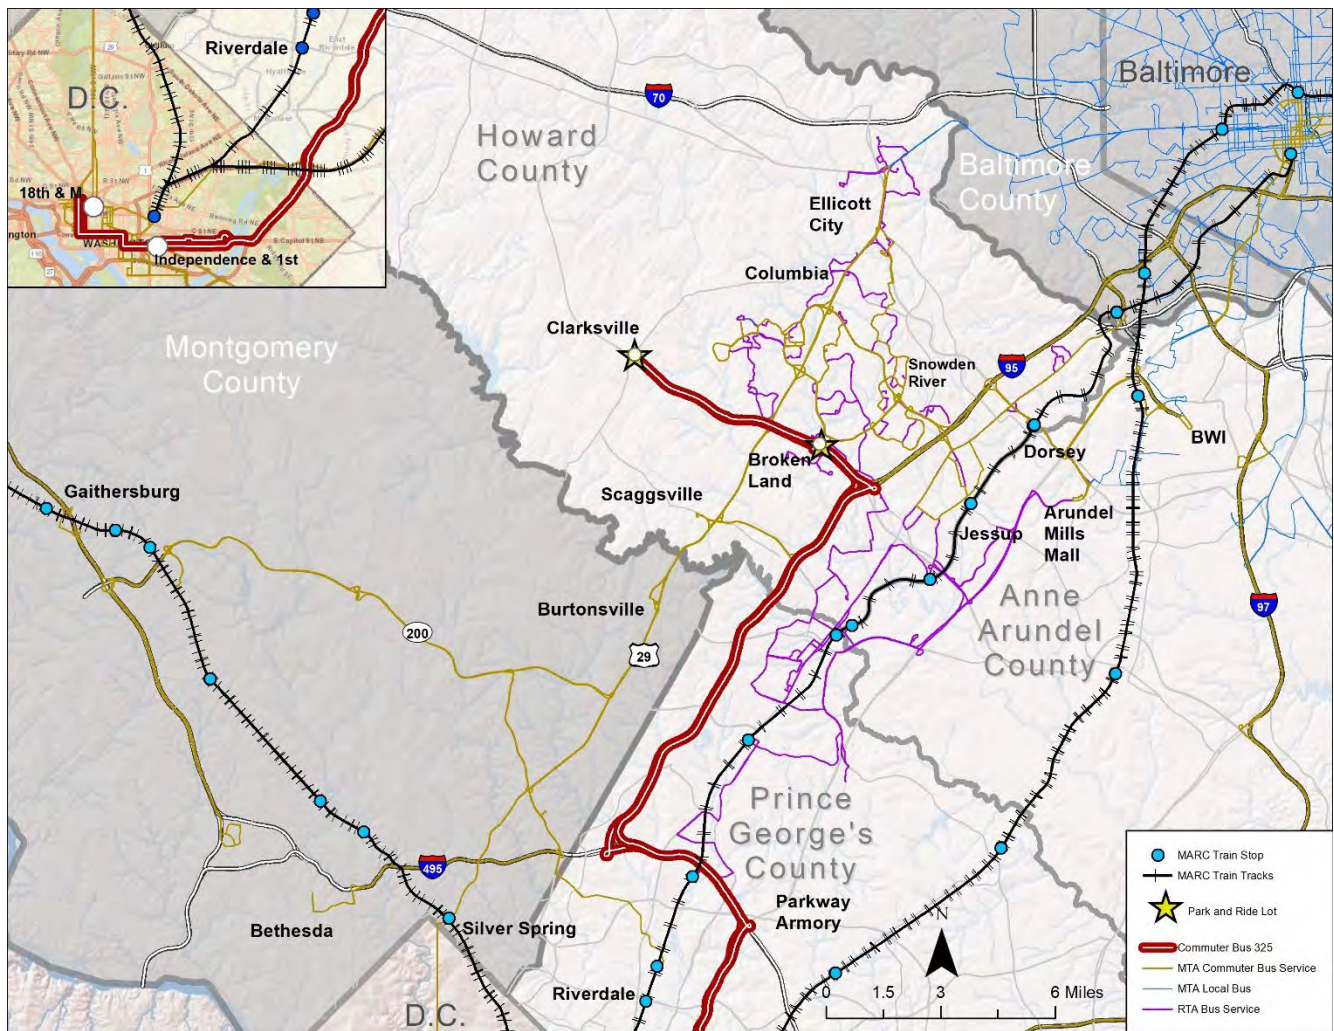 Riverdale
D.C.
18th & M
Independence & 1st
70
Howard
County
Baltimore
Baltimore
County
Ellicott
City
Columbia
Clarksville
Snowden
River
95
Montgomery
County
BWI
Dorsey
Broken
Land
Gaithersburg
Scaggsville
Jessup
Arundel
Mills
Mall
Burtonsville
Anne
Arundel
County
97
200
29
Prince
George's
County
495
Parkway
Armory
Bethesda
Silver Spring
Riverdale
D.C.
N
0 1.5 3 6 Miles
MARC Train Stop
MARC Train Tracks
Park and Ride Lot
Commuter Bus 325
MTA Commuter Bus Service
MTA Local Bus
RTA Bus Service